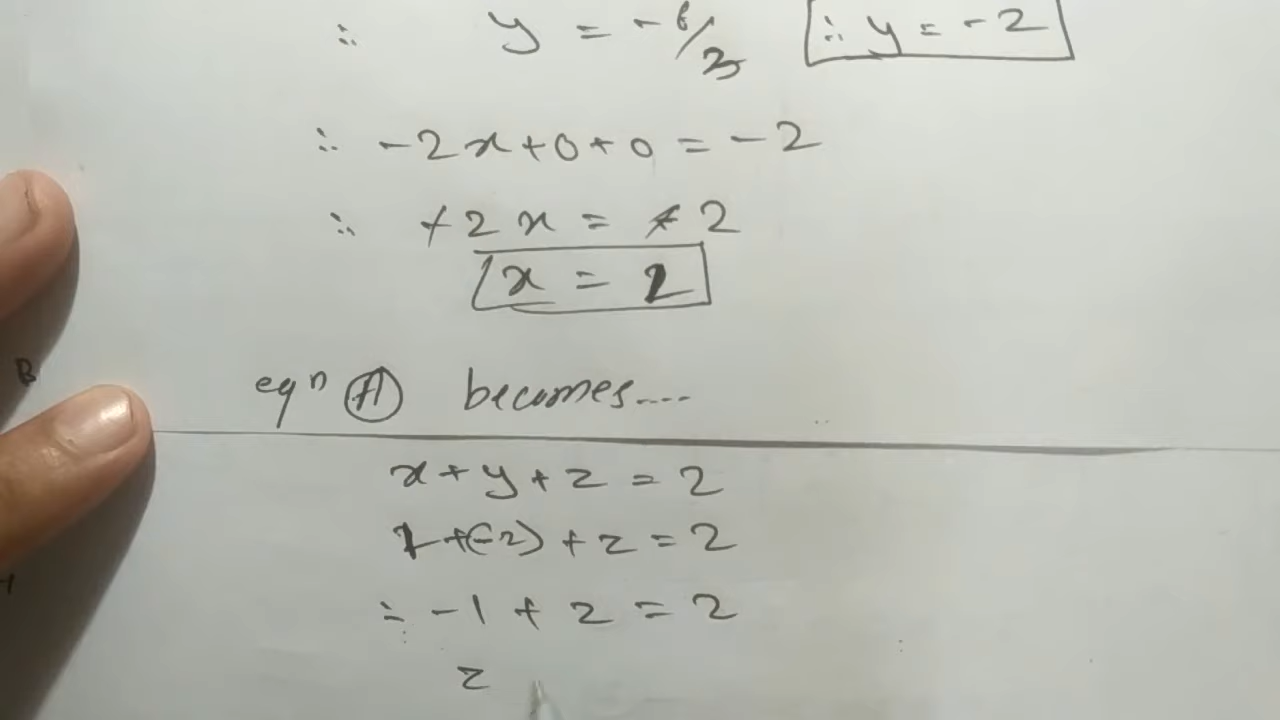 ∴ y = -6/3 ∴ y = -2
∴ -2x+0+0 = -2
∴ +2x = +2
x = 1
B
eqⁿ A becomes....
x+y+z = 2
1+(-2)+z = 2
∴ -1 + z = 2
z